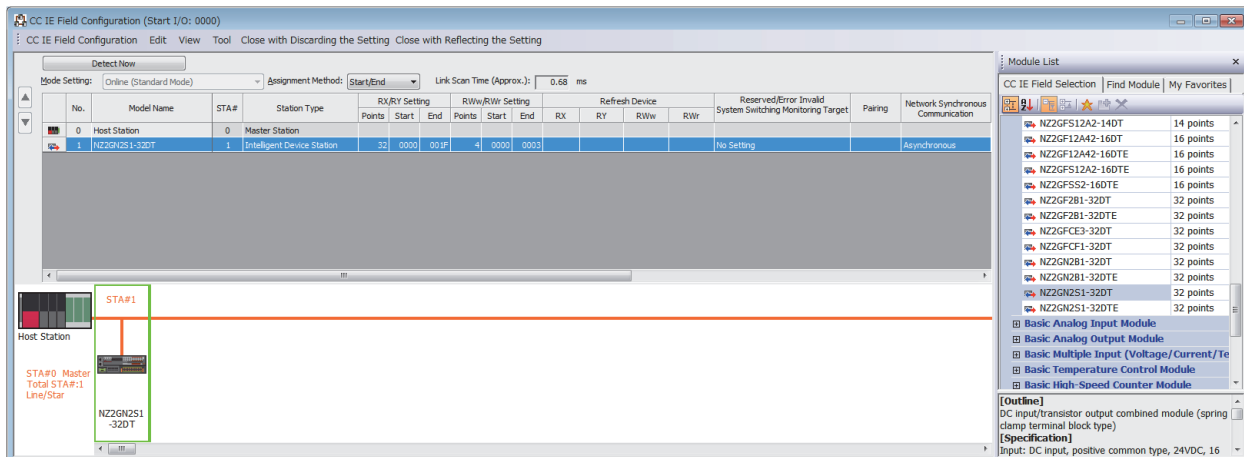 CC IE Field Configuration (Start I/O: 0000)
CC IE Field Configuration Edit View Tool Close with Discarding the Setting Close with Reflecting the Setting
Detect Now
Mode Setting: Online (Standard Mode) Assignment Method: Start/End Link Scan Time (Approx.): 0.68 ms
No. Model Name STA# Station Type RX/RY Setting RWw/RWr Setting Refresh Device Reserved/Error Invalid System Switching Monitoring Target Pairing Network Synchronous Communication
Points Start End Points Start End RX RY RWw RWr
0 Host Station 0 Master Station
1 NZ2GN2S1-32DT 1 Intelligent Device Station 32 0000 001F 4 0000 0003 No Setting Asynchronous
STA#1
Host Station
STA#0 Master
Total STA#:1
Line/Star
NZ2GN2S1
-32DT
Module List
CC IE Field Selection Find Module My Favorites
NZ2GFS12A2-14DT 14 points
NZ2GF12A42-16DT 16 points
NZ2GF12A42-16DTE 16 points
NZ2GFS12A2-16DTE 16 points
NZ2GFSS2-16DTE 16 points
NZ2GF2B1-32DT 32 points
NZ2GF2B1-32DTE 32 points
NZ2GFCE3-32DT 32 points
NZ2GFCF1-32DT 32 points
NZ2GN2B1-32DT 32 points
NZ2GN2B1-32DTE 32 points
NZ2GN2S1-32DT 32 points
NZ2GN2S1-32DTE 32 points
Basic Analog Input Module
Basic Analog Output Module
Basic Multiple Input (Voltage/Current/Te
Basic Temperature Control Module
Basic High-Speed Counter Module
[Outline]
DC input/transistor output combined module (spring
clamp terminal block type)
[Specification]
Input: DC input, positive common type, 24VDC, 16